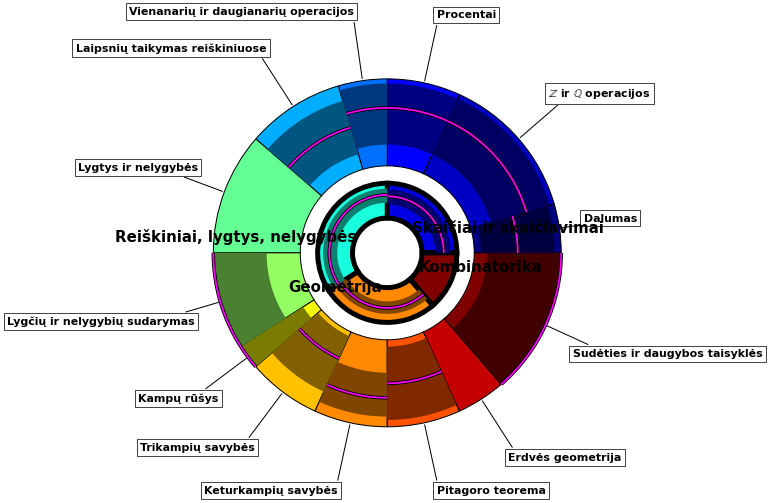 Vienanarių ir daugianarių operacijos
Procentai
Laipsnių taikymas reiškiniuose
ℤ ir ℚ operacijos
Lygtys ir nelygybės
Dalumas
Skaičiai ir skaičiavimai
Reiškiniai, lygtys, nelygybės
Kombinatorika
Geometrija
Lygčių ir nelygybių sudarymas
Sudėties ir daugybos taisyklės
Kampų rūšys
Trikampių savybės
Erdvės geometrija
Keturkampių savybės
Pitagoro teorema